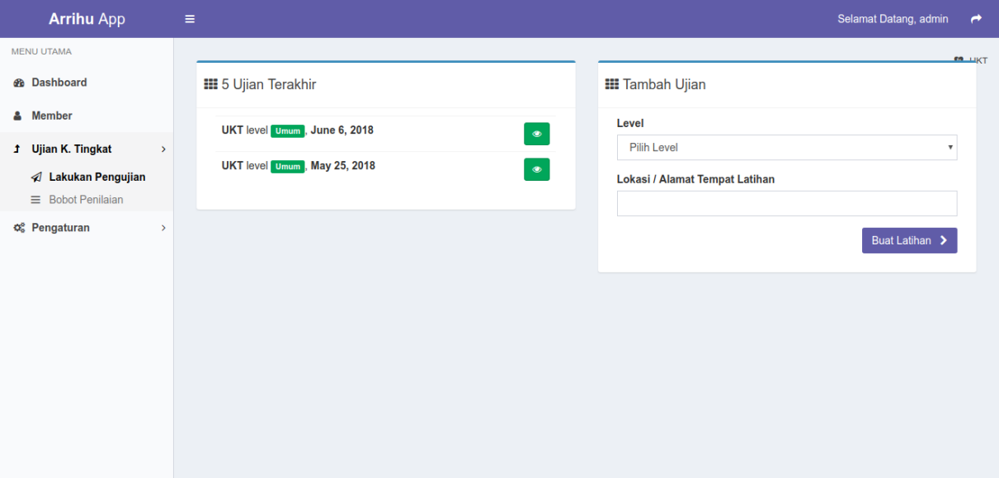 Arrihu App
Selamat Datang, admin
MENU UTAMA
Dashboard
Member
Ujian K. Tingkat
Lakukan Pengujian
Bobot Penilaian
Pengaturan
UKT
5 Ujian Terakhir
UKT level Umum, June 6, 2018
UKT level Umum, May 25, 2018
Tambah Ujian
Level
Pilih Level
Lokasi / Alamat Tempat Latihan
Buat Latihan